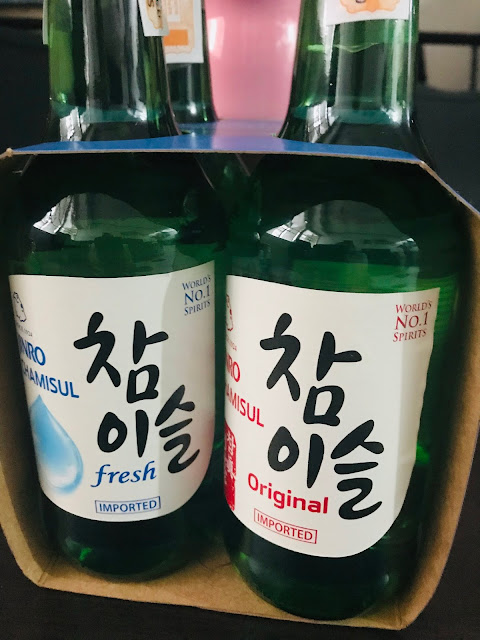 WORLD'S
NO.1
SPIRITS
참
이슬
fresh
IMPORTED
WORLD'S
NO.1
SPIRITS
참
이슬
Original
IMPORTED